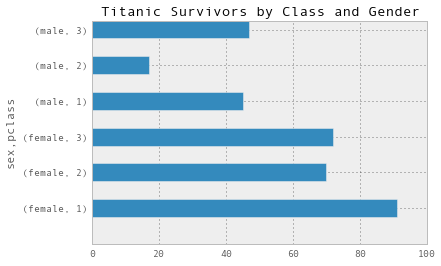 Titanic Survivors by Class and Gender
(male, 3)
(male, 2)
(male, 1)
(female, 3)
(female, 2)
(female, 1)
sex,pclass
0 20 40 60 80 100